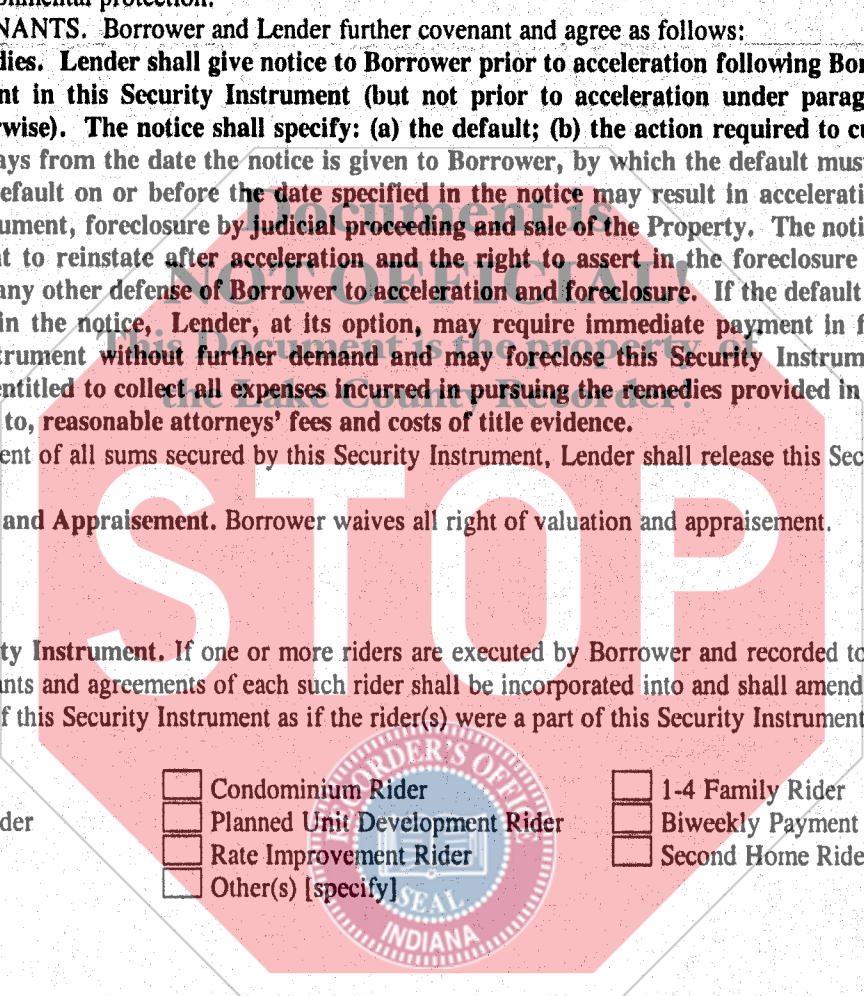 NANTS. Borrower and Lender further covenant and agree as follows:
dies. Lender shall give notice to Borrower prior to acceleration following Bor
nt in this Security Instrument (but not prior to acceleration under parag
rwise). The notice shall specify: (a) the default; (b) the action required to cu
ays from the date the notice is given to Borrower, by which the default mus
efault on or before the date specified in the notice may result in accelerati
ument, foreclosure by judicial proceeding and sale of the Property. The noti
Document is
t to reinstate after acceleration and the right to assert in the foreclosure
NOT OFFICIAL!
any other defense of Borrower to acceleration and foreclosure. If the default
in the notice, Lender, at its option, may require immediate payment in f
This Document is the property of
trument without further demand and may foreclose this Security Instrum
entitled to collect all expenses incurred in pursuing the remedies provided in
the Lake County Recorder!
to, reasonable attorneys' fees and costs of title evidence.
ent of all sums secured by this Security Instrument, Lender shall release this Sec
STOP
and Appraisement. Borrower waives all right of valuation and appraisement.
ty Instrument. If one or more riders are executed by Borrower and recorded to
nts and agreements of each such rider shall be incorporated into and shall amend
f this Security Instrument as if the rider(s) were a part of this Security Instrument
Condominium Rider 1-4 Family Rider
der Planned Unit Development Rider Biweekly Payment
Rate Improvement Rider Second Home Ride
Other(s) [specify]
RECORDER'S OFFICE
SEAL
INDIANA